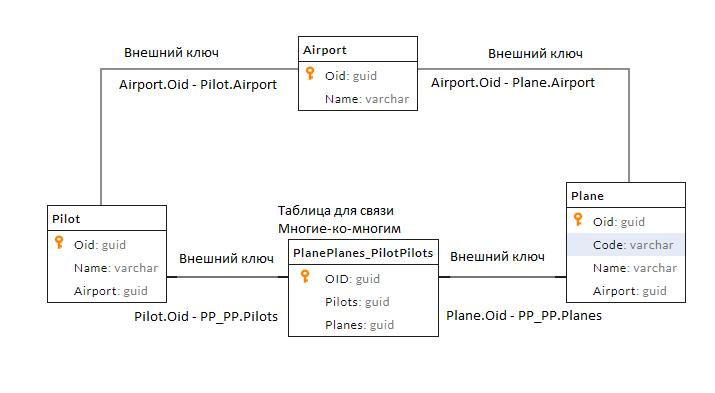 Внешний ключ
Airport.Oid - Pilot.Airport
Airport
Oid: guid
Name: varchar
Внешний ключ
Airport.Oid - Plane.Airport
Pilot
Oid: guid
Name: varchar
Airport: guid
Внешний ключ
Pilot.Oid - PP_PP.Pilots
Таблица для связи
Многие-ко-многим
PlanePlanes_PilotPilots
OID: guid
Pilots: guid
Planes: guid
Внешний ключ
Plane.Oid - PP_PP.Planes
Plane
Oid: guid
Code: varchar
Name: varchar
Airport: guid